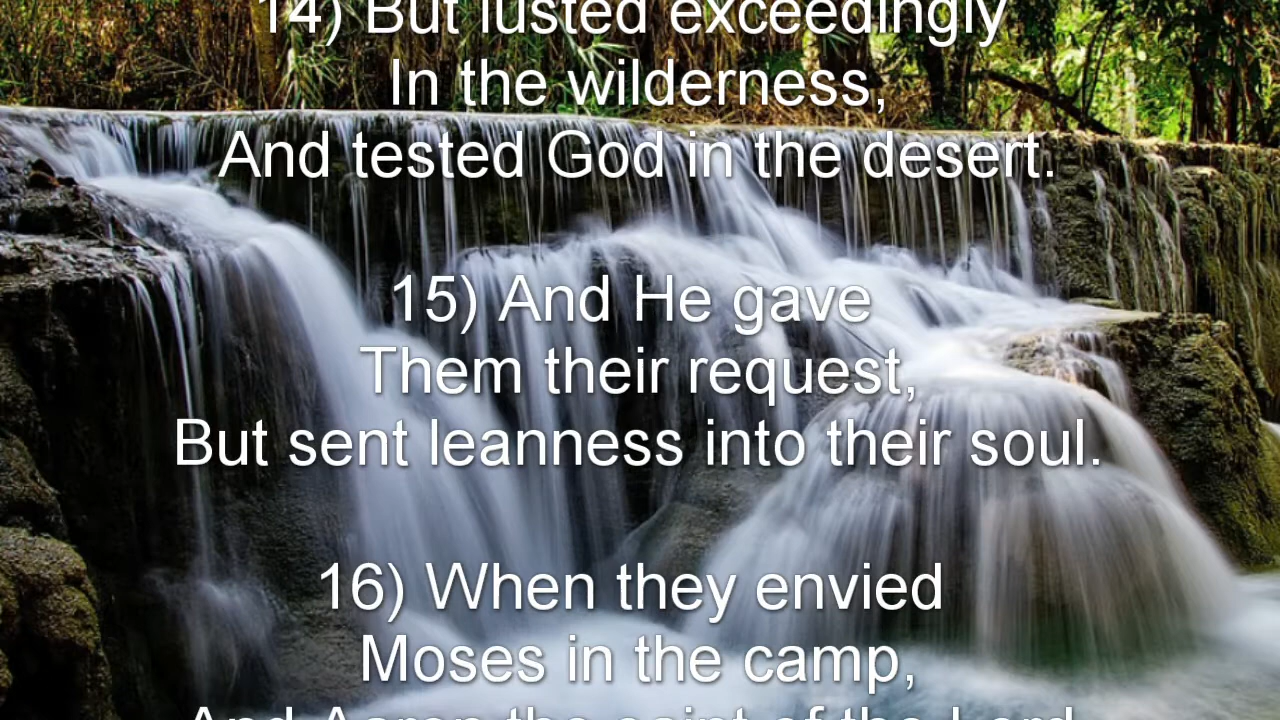 14) But lusted exceedingly
In the wilderness,
And tested God in the desert.
15) And He gave
Them their request,
But sent leanness into their soul.
16) When they envied
Moses in the camp,
And Aaron the saint of the Lord,